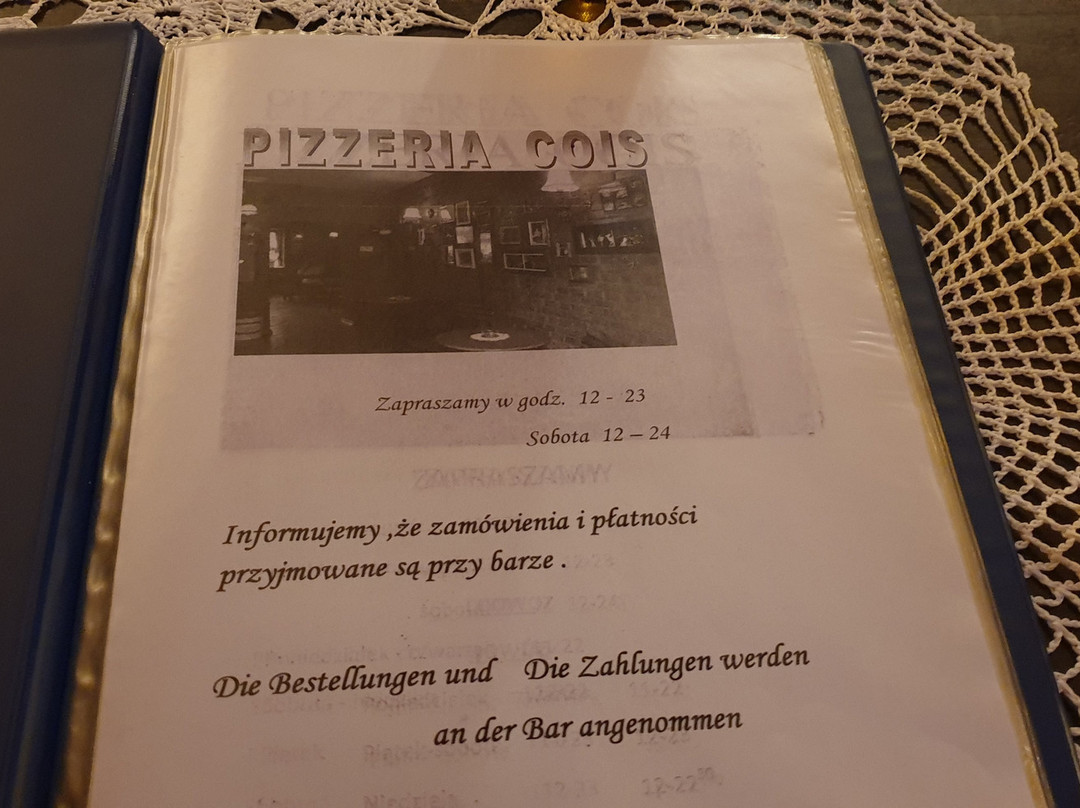 PIZZERIA COIS
Zapraszamy w godz. 12 - 23
Sobota 12 – 24
Informujemy ,że zamówienia i płatności
przyjmowane są przy barze .
Die Bestellungen und Die Zahlungen werden
an der Bar angenommen